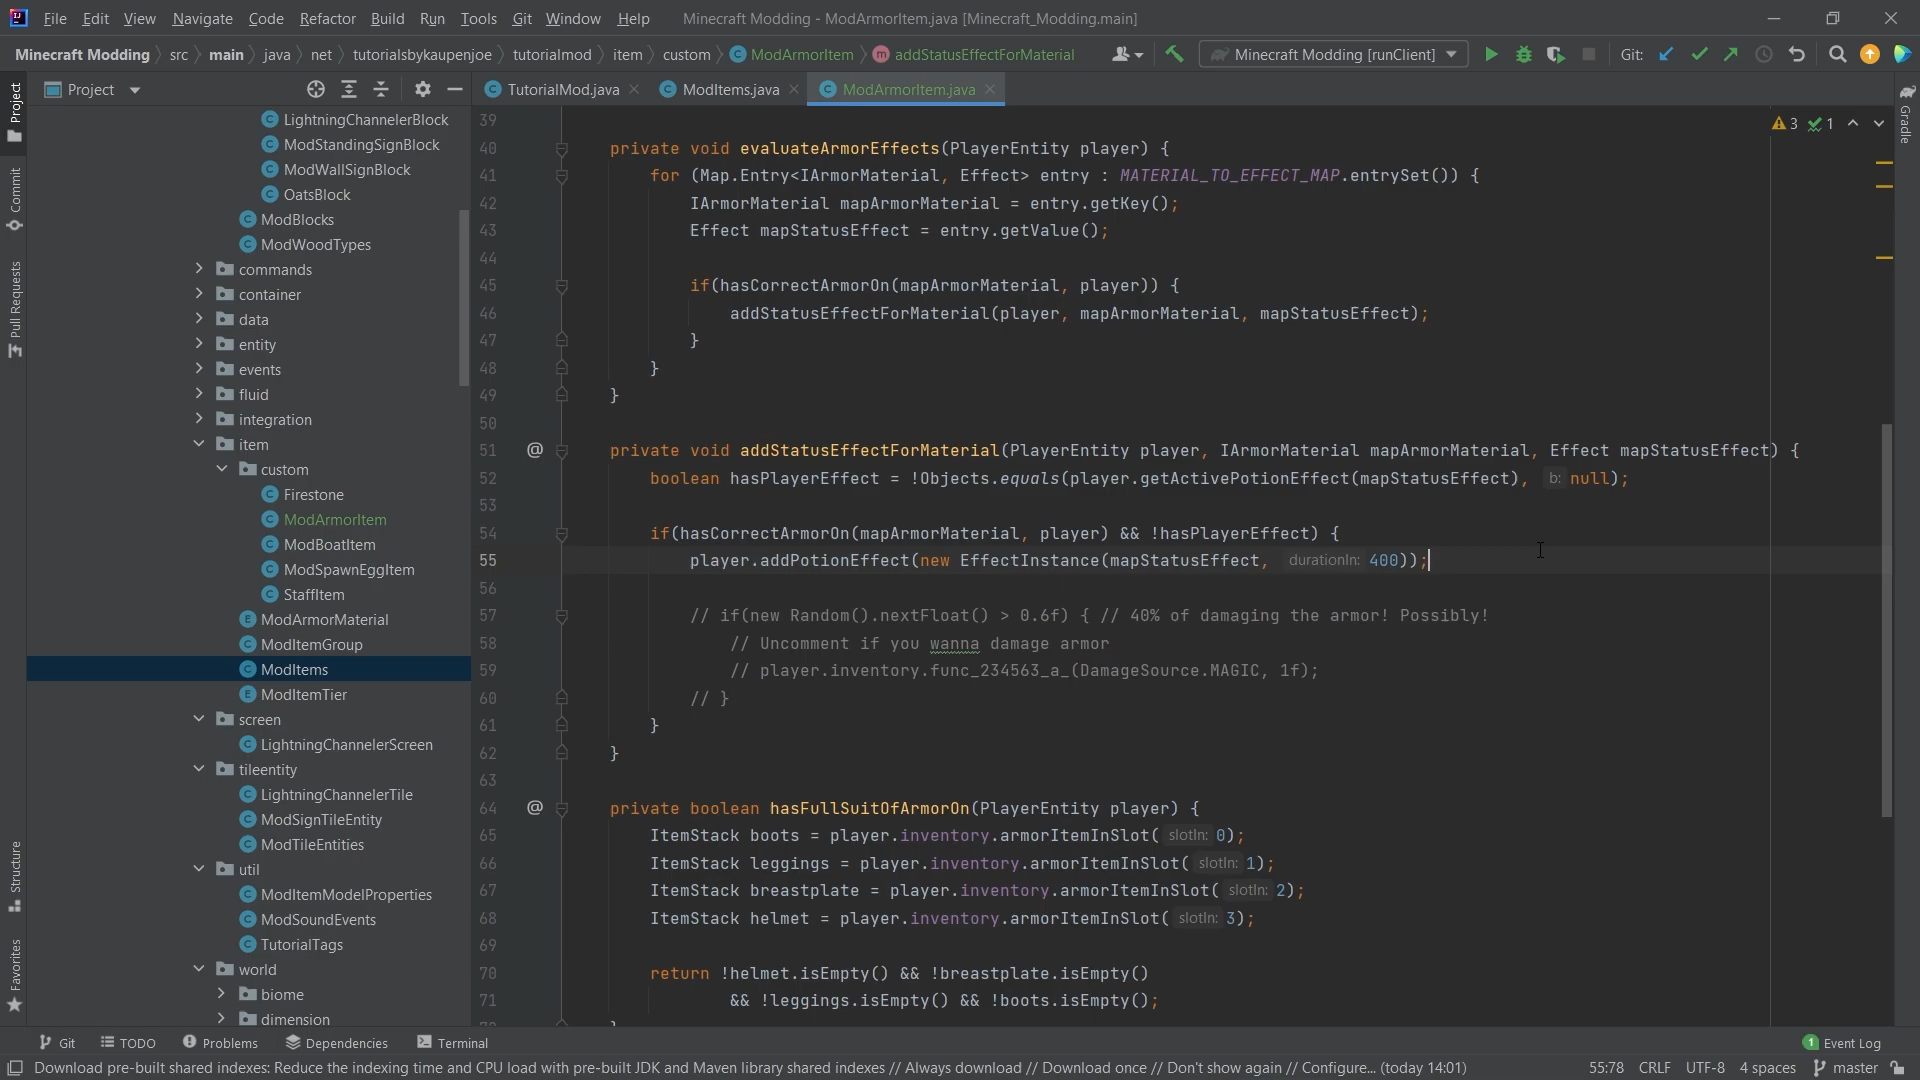 File Edit View Navigate Code Refactor Build Run Tools Git Window Help Minecraft Modding - ModArmorItem.java [Minecraft_Modding.main]
Minecraft Modding src main java net tutorialsbykaupenjoe tutorialmod item custom ModArmorItem addStatusEffectForMaterial Minecraft Modding [runClient] Git:
Project
TutorialMod.java ModItems.java ModArmorItem.java
Project
Commit
Pull Requests
Structure
Favorites
Gradle
LightningChannelerBlock
ModStandingSignBlock
ModWallSignBlock
OatsBlock
ModBlocks
ModWoodTypes
commands
container
data
entity
events
fluid
integration
item
custom
Firestone
ModArmorItem
ModBoatItem
ModSpawnEggItem
StaffItem
ModArmorMaterial
ModItemGroup
ModItems
ModItemTier
screen
LightningChannelerScreen
tileentity
LightningChannelerTile
ModSignTileEntity
ModTileEntities
util
ModItemModelProperties
ModSoundEvents
TutorialTags
world
biome
dimension
3 1
39
40 private void evaluateArmorEffects(PlayerEntity player) {
41 for (Map.Entry<IArmorMaterial, Effect> entry : MATERIAL_TO_EFFECT_MAP.entrySet()) {
42 IArmorMaterial mapArmorMaterial = entry.getKey();
43 Effect mapStatusEffect = entry.getValue();
44
45 if(hasCorrectArmorOn(mapArmorMaterial, player)) {
46 addStatusEffectForMaterial(player, mapArmorMaterial, mapStatusEffect);
47 }
48 }
49 }
50
51 @ private void addStatusEffectForMaterial(PlayerEntity player, IArmorMaterial mapArmorMaterial, Effect mapStatusEffect) {
52 boolean hasPlayerEffect = !Objects.equals(player.getActivePotionEffect(mapStatusEffect), b: null);
53
54 if(hasCorrectArmorOn(mapArmorMaterial, player) && !hasPlayerEffect) {
55 player.addPotionEffect(new EffectInstance(mapStatusEffect, durationIn: 400));
56
57 // if(new Random().nextFloat() > 0.6f) { // 40% of damaging the armor! Possibly!
58 // Uncomment if you wanna damage armor
59 // player.inventory.func_234563_a_(DamageSource.MAGIC, 1f);
60 // }
61 }
62 }
63
64 @ private boolean hasFullSuitOfArmorOn(PlayerEntity player) {
65 ItemStack boots = player.inventory.armorItemInSlot( slotIn: 0);
66 ItemStack leggings = player.inventory.armorItemInSlot( slotIn: 1);
67 ItemStack breastplate = player.inventory.armorItemInSlot( slotIn: 2);
68 ItemStack helmet = player.inventory.armorItemInSlot( slotIn: 3);
69
70 return !helmet.isEmpty() && !breastplate.isEmpty()
71 && !leggings.isEmpty() && !boots.isEmpty();
}
Git TODO Problems Dependencies Terminal 1 Event Log
Download pre-built shared indexes: Reduce the indexing time and CPU load with pre-built JDK and Maven library shared indexes // Always download // Download once // Don't show again // Configure... (today 14:01) 55:78 CRLF UTF-8 4 spaces master